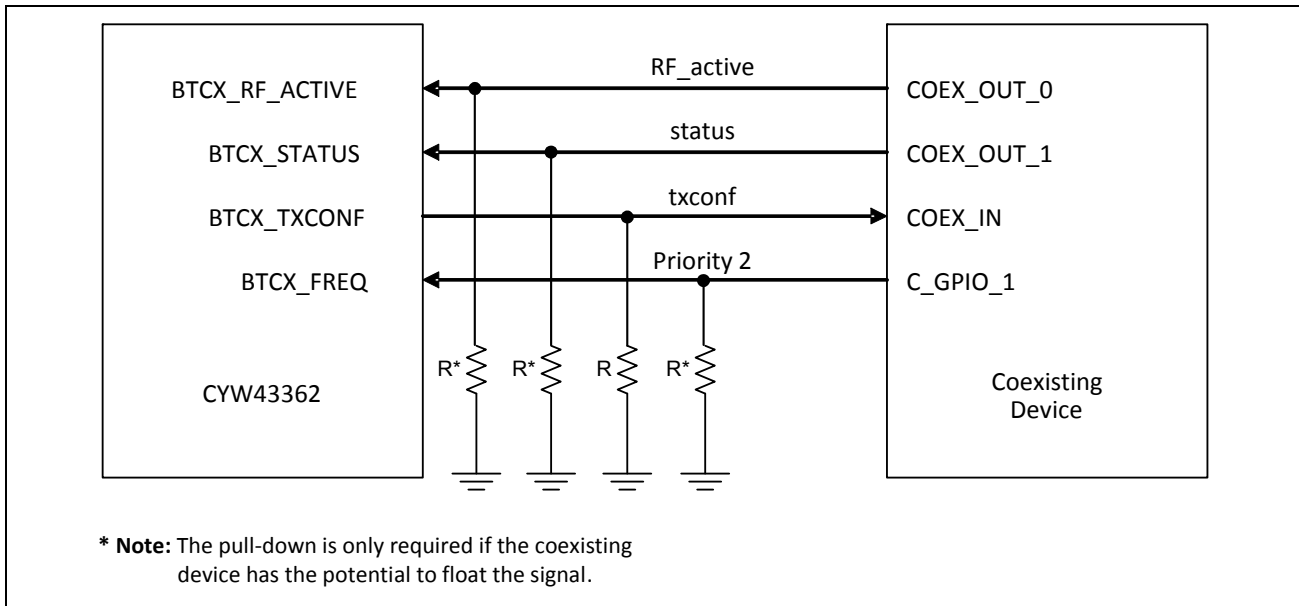 RF_active
BTCX_RF_ACTIVE
COEX_OUT_0
status
BTCX_STATUS
COEX_OUT_1
txconf
BTCX_TXCONF
COEX_IN
Priority 2
BTCX_FREQ
C_GPIO_1
R*
R*
R
R*
CYW43362
Coexisting
Device
* Note: The pull-down is only required if the coexisting
device has the potential to float the signal.